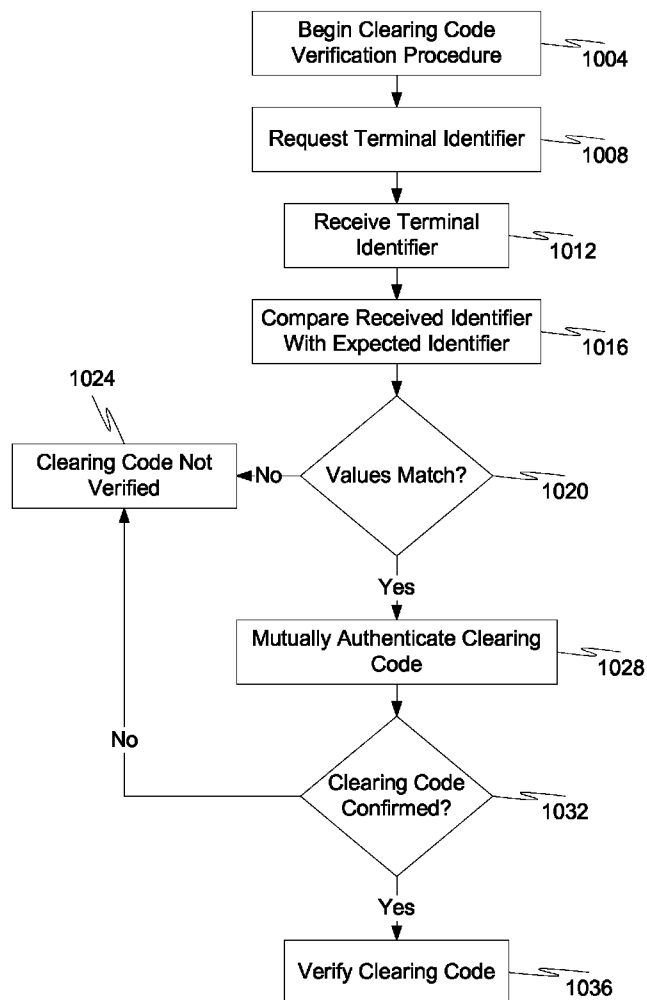 Begin Clearing Code
Verification Procedure
1004
Request Terminal Identifier
1008
Receive Terminal
Identifier
1012
Compare Received Identifier
With Expected Identifier
1016
1024
Clearing Code Not
Verified
No
Values Match?
1020
Yes
Mutually Authenticate Clearing
Code
1028
No
Clearing Code
Confirmed?
1032
Yes
Verify Clearing Code
1036